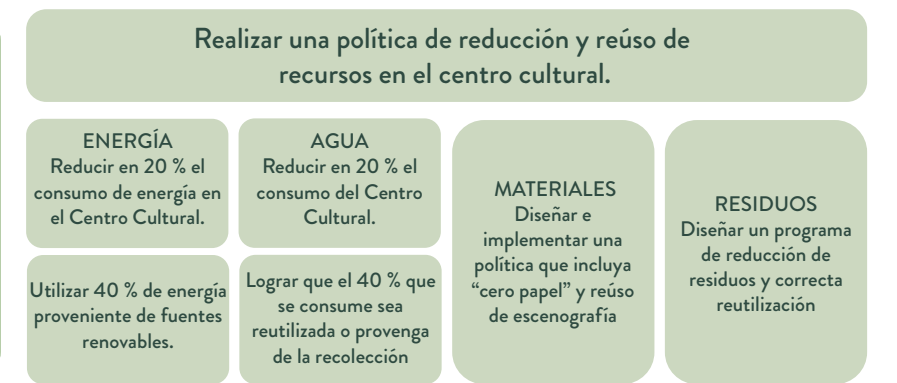 Realizar una política de reducción y reúso de
recursos en el centro cultural.
ENERGÍA
Reducir en 20 % el
consumo de energía en
el Centro Cultural.
Utilizar 40 % de energía
proveniente de fuentes
renovables.
AGUA
Reducir en 20 % el
consumo del Centro
Cultural.
Lograr que el 40 % que
se consume sea
reutilizada o provenga
de la recolección
MATERIALES
Diseñar e
implementar una
política que incluya
“cero papel” y reúso
de escenografía
RESIDUOS
Diseñar un programa
de reducción de
residuos y correcta
reutilización